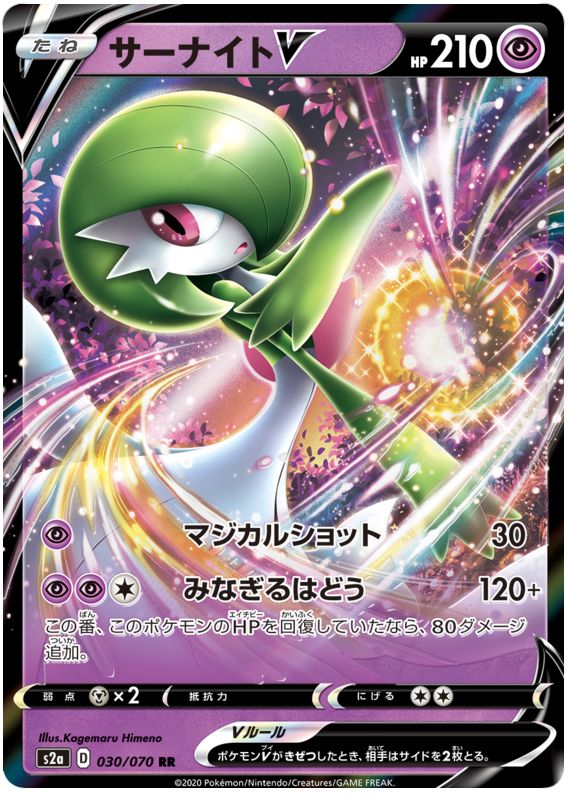 たね サーナイトV HP210
マジカルショット 30
みなぎるはどう 120+
この番、このポケモンのHPを回復していたなら、80ダメージ
追加。
弱点 ×2 抵抗力 にげる
Illus.Kagemaru Himeno
Vルール
s2a D 030/070 RR
ポケモンVがきぜつしたとき、相手はサイドを2枚とる。
©2020 Pokémon/Nintendo/Creatures/GAME FREAK.